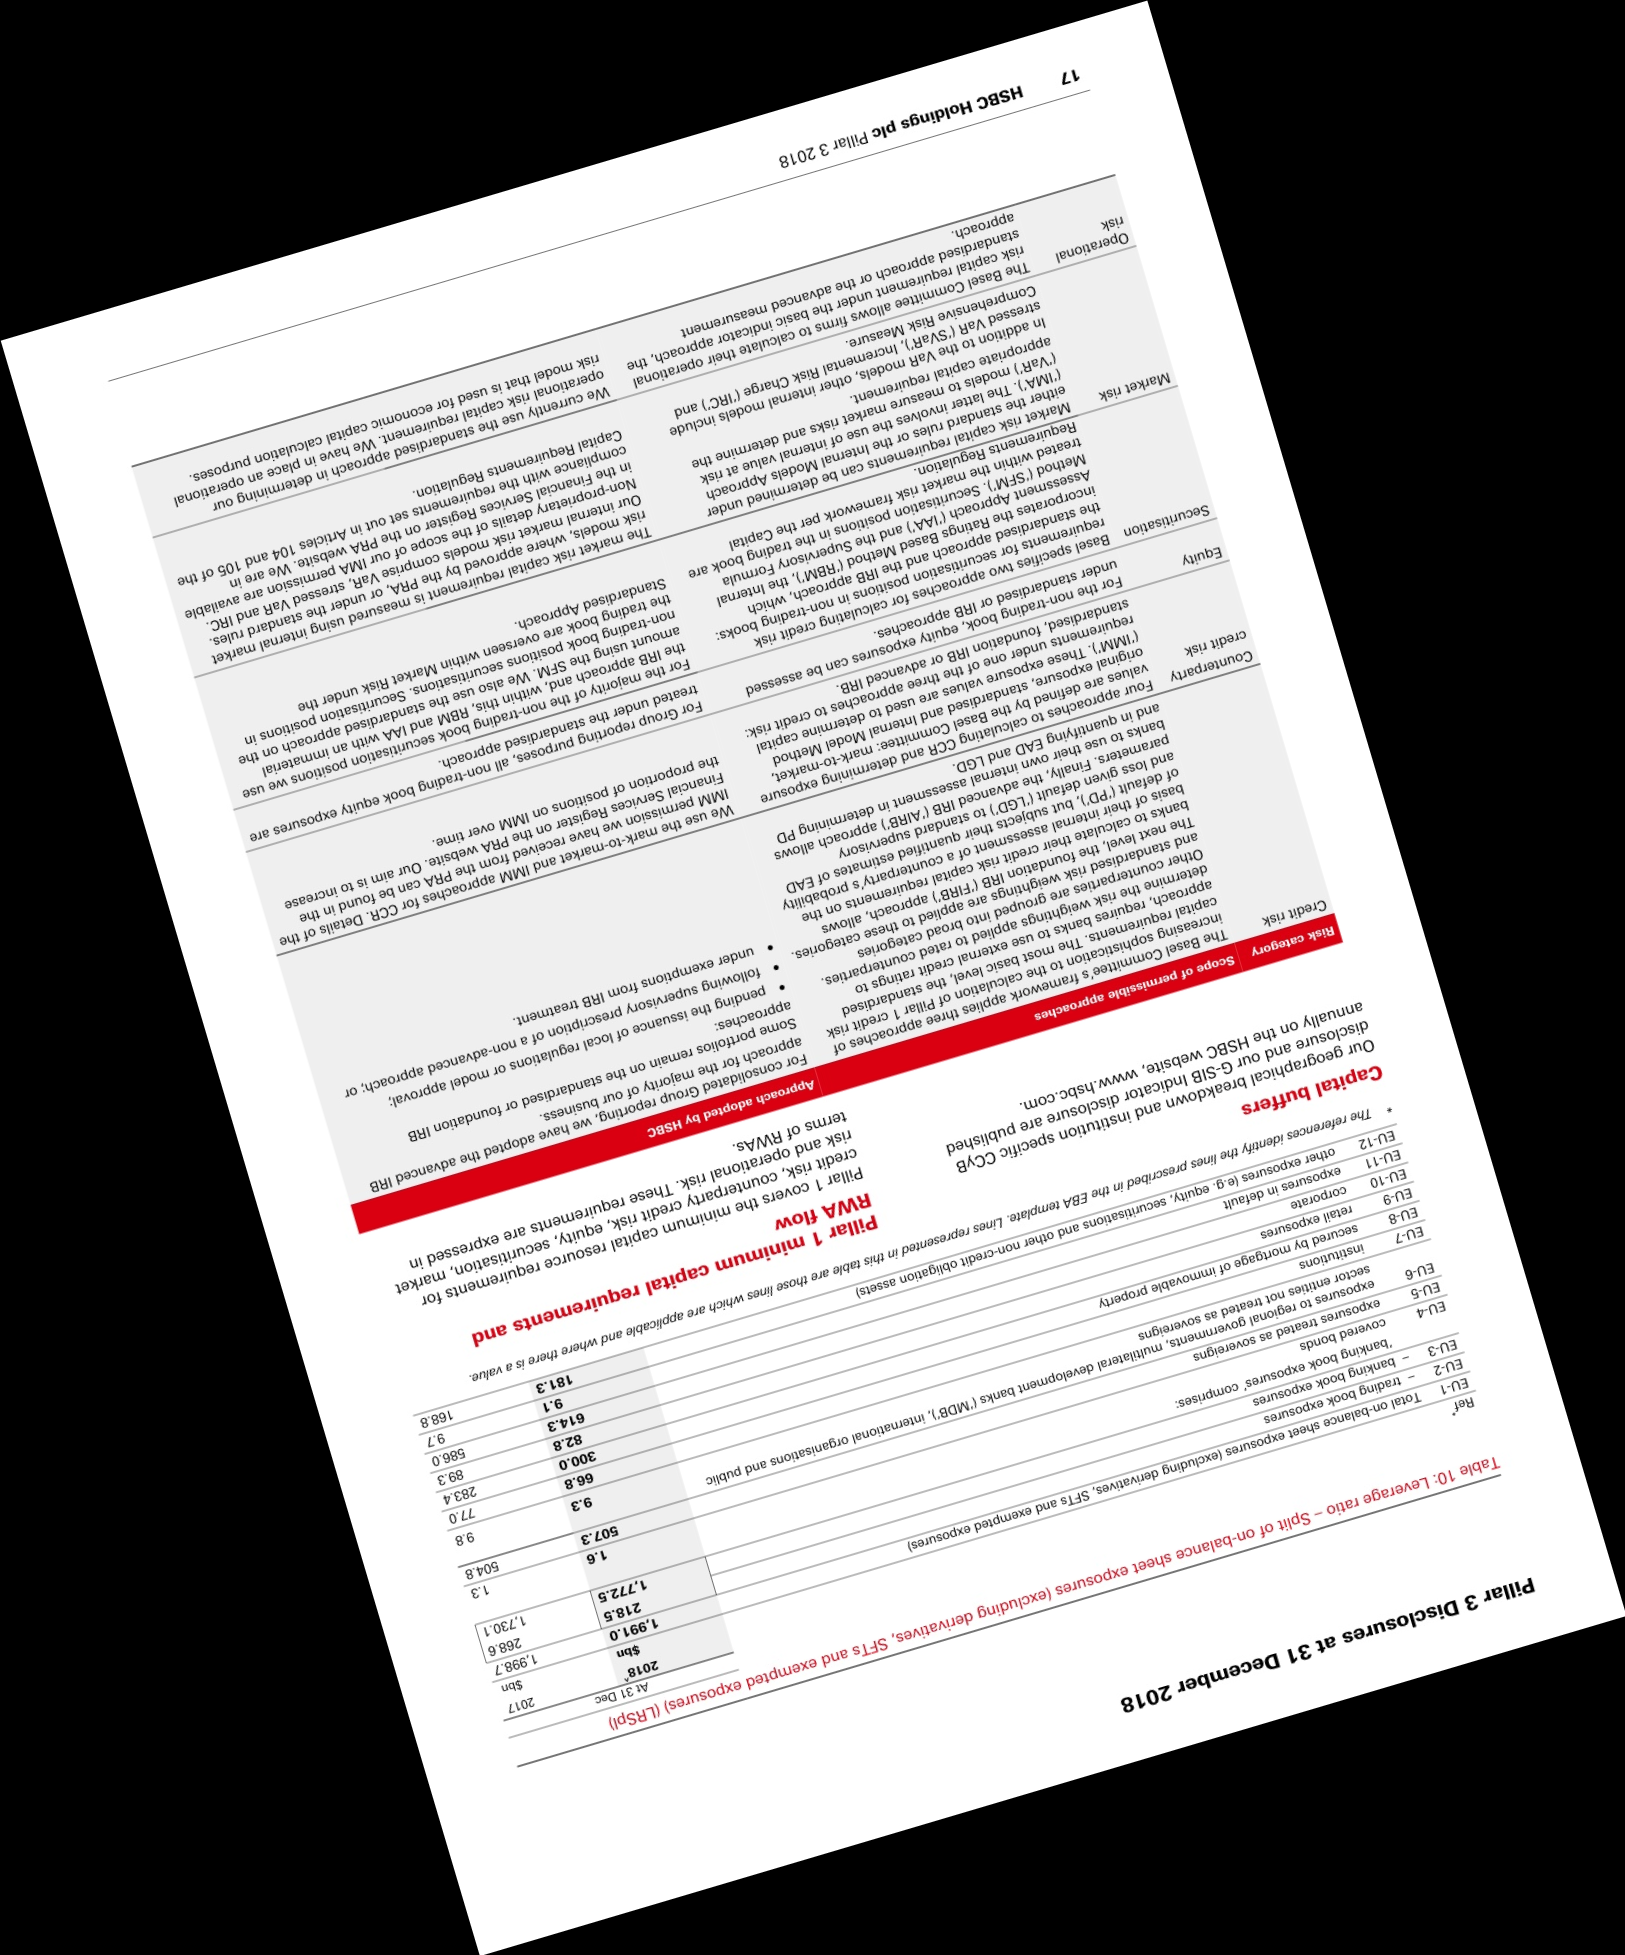 Pillar 3 Disclosures at 31 December 2018
Table 10: Leverage ratio – Split of on-balance sheet exposures (excluding derivatives, SFTs and exempted exposures) (LRSpl)
At 31 Dec
2018^ 2017
Ref* $bn $bn
EU-1 Total on-balance sheet exposures (excluding derivatives, SFTs and exempted exposures) 1,991.0 1,998.7
EU-2 – trading book exposures 218.5 268.6
EU-3 – banking book exposures 1,772.5 1,730.1
'banking book exposures' comprises:
EU-4 covered bonds 1.6 1.3
EU-5 exposures treated as sovereigns 507.3 504.8
EU-6 exposures to regional governments, multilateral development banks ('MDB'), international organisations and public
sector entities not treated as sovereigns 9.3 9.8
EU-7 institutions 66.8 77.0
EU-8 secured by mortgage of immovable property 300.0 283.4
EU-9 retail exposures 82.8 89.3
EU-10 corporate 614.3 586.0
EU-11 exposures in default 9.1 9.7
EU-12 other exposures (e.g. equity, securitisations and other non-credit obligation assets) 181.3 168.8
* The references identify the lines prescribed in the EBA template. Lines represented in this table are those lines which are applicable and where there is a value.
Capital buffers
Our geographical breakdown and institution specific CCyB
disclosure and our G-SIB Indicator disclosure are published
annually on the HSBC website, www.hsbc.com.
Pillar 1 minimum capital requirements and
RWA flow
Pillar 1 covers the minimum capital resource requirements for
credit risk, counterparty credit risk, equity, securitisation, market
risk and operational risk. These requirements are expressed in
terms of RWAs.
Risk category Scope of permissible approaches Approach adopted by HSBC
Credit risk
The Basel Committee's framework applies three approaches of
increasing sophistication to the calculation of Pillar 1 credit risk
capital requirements. The most basic level, the standardised
approach, requires banks to use external credit ratings to
determine the risk weightings applied to rated counterparties.
Other counterparties are grouped into broad categories
and standardised risk weightings are applied to these categories.
The next level, the foundation IRB ('FIRB') approach, allows
banks to calculate their credit risk capital requirements on the
basis of their internal assessment of a counterparty's probability
of default ('PD'), but subjects their quantified estimates of EAD
and loss given default ('LGD') to standard supervisory
parameters. Finally, the advanced IRB ('AIRB') approach allows
banks to use their own internal assessment in determining PD
and in quantifying EAD and LGD.
For consolidated Group reporting, we have adopted the advanced IRB
approach for the majority of our business.
Some portfolios remain on the standardised or foundation IRB
approaches:
• pending the issuance of local regulations or model approval;
• following supervisory prescription of a non-advanced approach; or
• under exemptions from IRB treatment.
Counterparty
credit risk
Four approaches to calculating CCR and determining exposure
values are defined by the Basel Committee: mark-to-market,
original exposure, standardised and Internal Model Method
('IMM'). These exposure values are used to determine capital
requirements under one of the three approaches to credit risk:
standardised, foundation IRB or advanced IRB.
We use the mark-to-market and IMM approaches for CCR. Details of the
IMM permission we have received from the PRA can be found in the
Financial Services Register on the PRA website. Our aim is to increase
the proportion of positions on IMM over time.
Equity
For the non-trading book, equity exposures can be assessed
under standardised or IRB approaches.
For Group reporting purposes, all non-trading book equity exposures are
treated under the standardised approach.
Securitisation
Basel specifies two approaches for calculating credit risk
requirements for securitisation positions in non-trading books:
the standardised approach and the IRB approach, which
incorporates the Ratings Based Method ('RBM'), the Internal
Assessment Approach ('IAA') and the Supervisory Formula
Method ('SFM'). Securitisation positions in the trading book are
treated within the market risk framework per the Capital
Requirements Regulation.
For the majority of the non-trading book securitisation positions we use
the IRB approach and, within this, RBM and IAA with an immaterial
amount using the SFM. We also use the standardised approach on the
non-trading book positions securitisations. Securitisation positions in
the trading book are overseen within Market Risk under the
Standardised Approach.
Market risk
Market risk capital requirements can be determined under
either the standard rules or the Internal Models Approach
('IMA'). The latter involves the use of internal value at risk
('VaR') models to measure market risks and determine the
appropriate capital requirement.
In addition to the VaR models, other internal models include
stressed VaR ('SVaR'), Incremental Risk Charge ('IRC') and
Comprehensive Risk Measure.
The market risk capital requirement is measured using internal market
risk models, where approved by the PRA, or under the standard rules.
Our internal market risk models comprise VaR, stressed VaR and IRC.
Non-proprietary details of the scope of our IMA permission are available
in the Financial Services Register on the PRA website. We are in
compliance with the requirements set out in Articles 104 and 105 of the
Capital Requirements Regulation.
Operational
risk
The Basel Committee allows firms to calculate their operational
risk capital requirement under the basic indicator approach, the
standardised approach or the advanced measurement
approach.
We currently use the standardised approach in determining our
operational risk capital requirement. We have in place an operational
risk model that is used for economic capital calculation purposes.
17 HSBC Holdings plc Pillar 3 2018